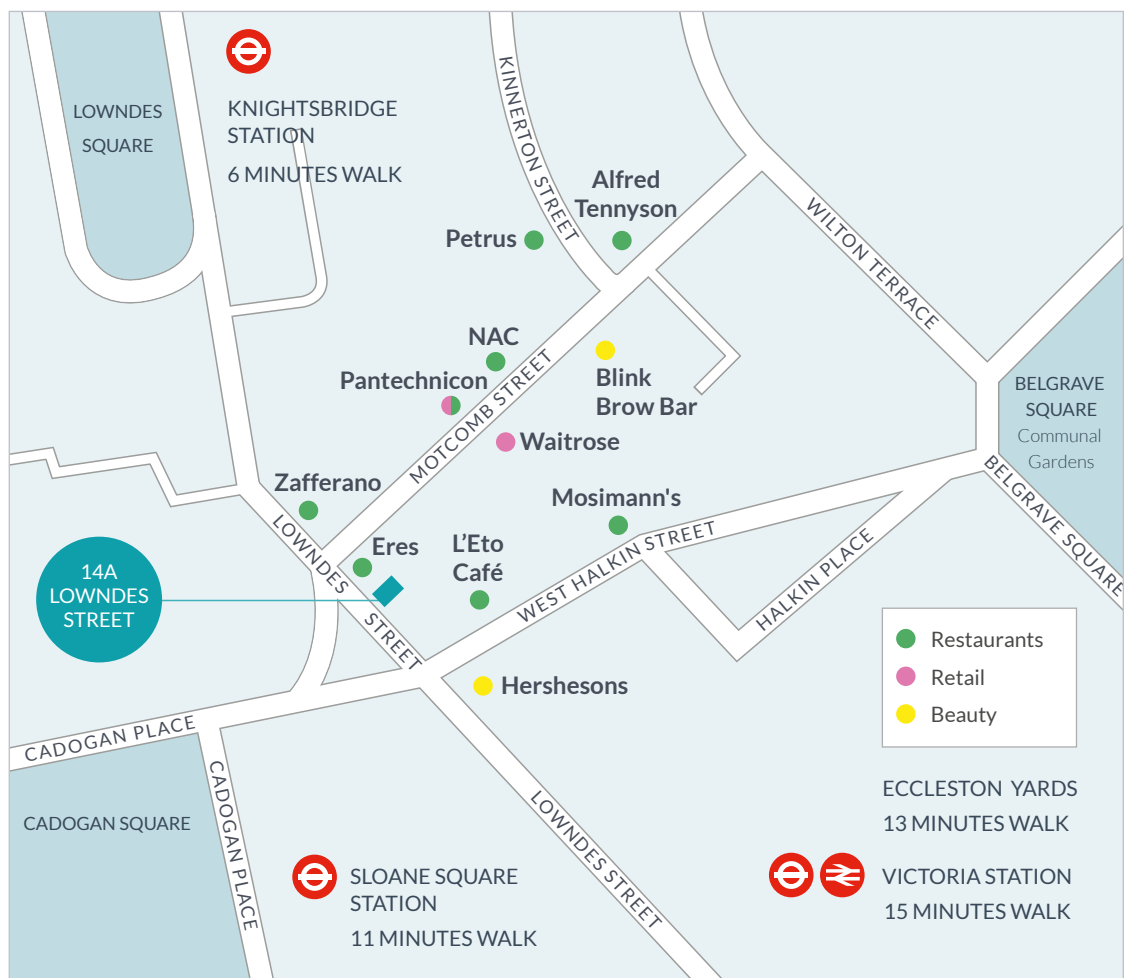 LOWNDES
SQUARE
KNIGHTSBRIDGE
STATION
6 MINUTES WALK
KINNERTON STREET
Alfred
Tennyson
Petrus
WILTON TERRACE
NAC
Pantechnicon
MOTCOMB STREET
Blink
Brow Bar
Waitrose
BELGRAVE
SQUARE
Communal
Gardens
BELGRAVE SQUARE
Zafferano
Mosimann's
LOWNDES STREET
Eres
L'Eto
Café
WEST HALKIN STREET
HALKIN PLACE
14A
LOWNDES
STREET
Hershesons
Restaurants
Retail
Beauty
CADOGAN PLACE
CADOGAN PLACE
CADOGAN SQUARE
LOWNDES STREET
ECCLESTON YARDS
13 MINUTES WALK
SLOANE SQUARE
STATION
11 MINUTES WALK
VICTORIA STATION
15 MINUTES WALK